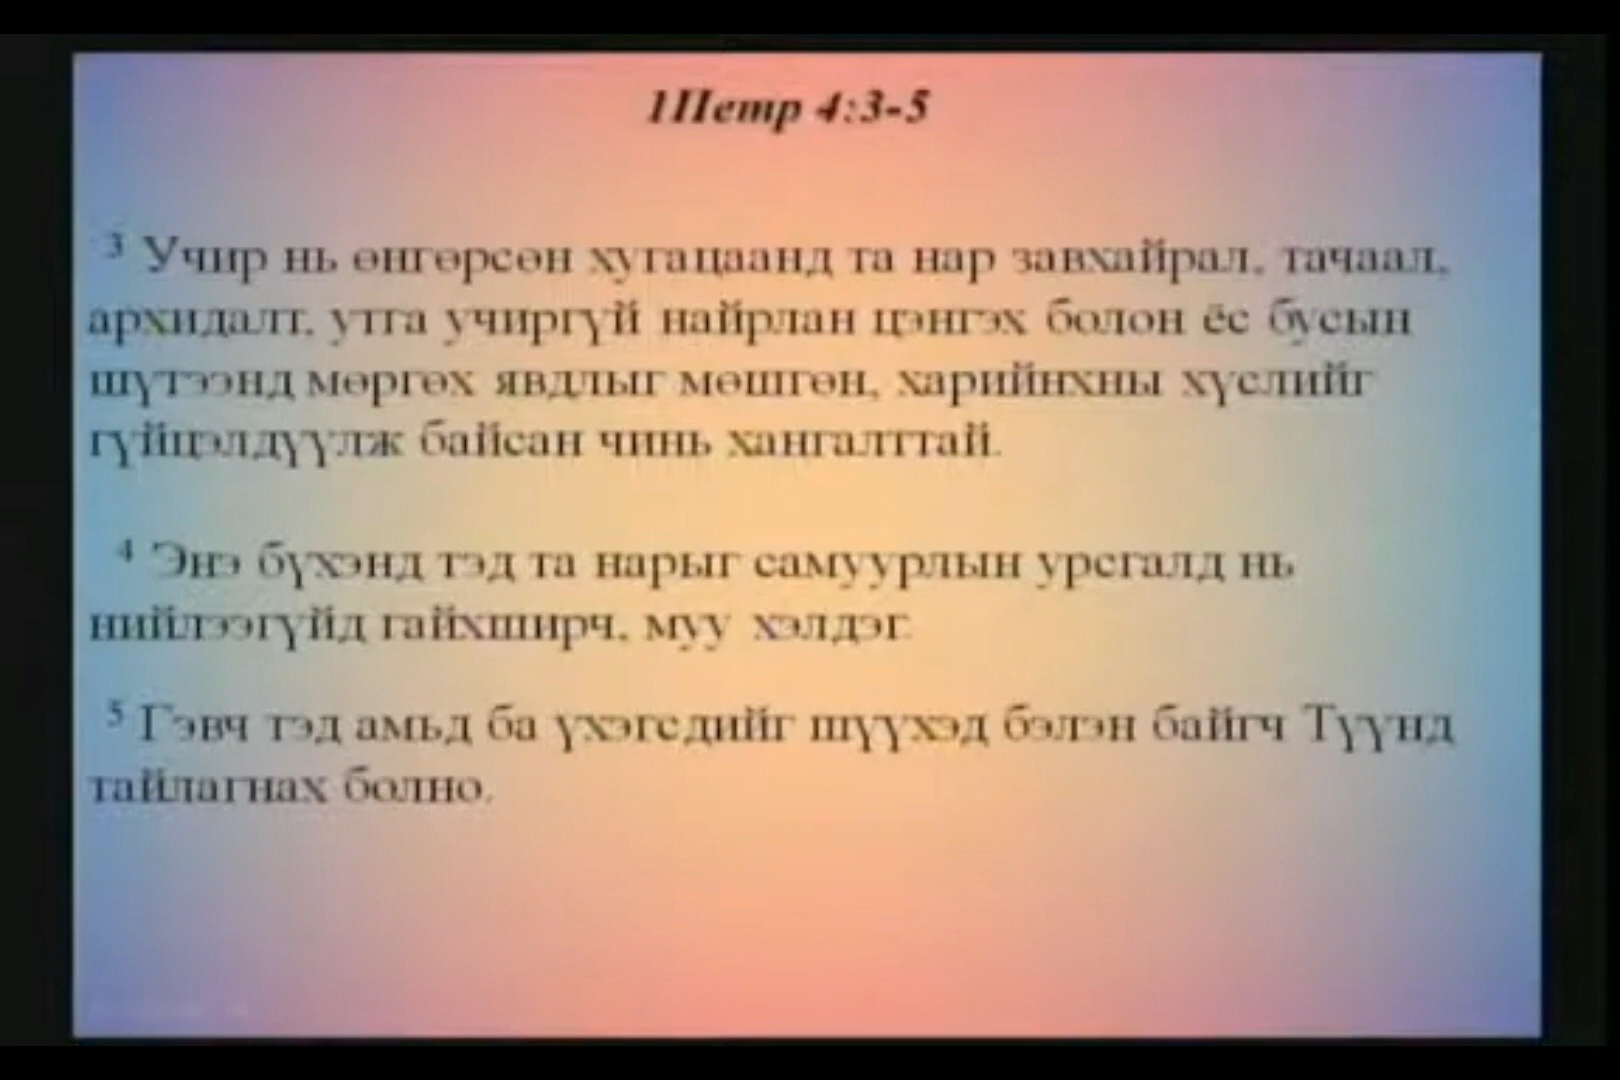 1Петр 4:3-5
3 Учир нь өнгөрсөн хугацаанд та нар завхайрал, тачаал,
архидалт, утга учиргүй найрлан цэнгэх болон ёс бусын
шүтээнд мөргөх явдлыг мөшгөн, харийнхны хүслийг
гүйцэлдүүлж байсан чинь хангалттай.
4 Энэ бүхэнд тэд та нарыг самуурлын урсгалд нь
нийлээгүйд гайхширч, муу хэлдэг.
5 Гэвч тэд амьд ба үхэгсдийг шүүхэд бэлэн байгч Түүнд
тайлагнах болно.